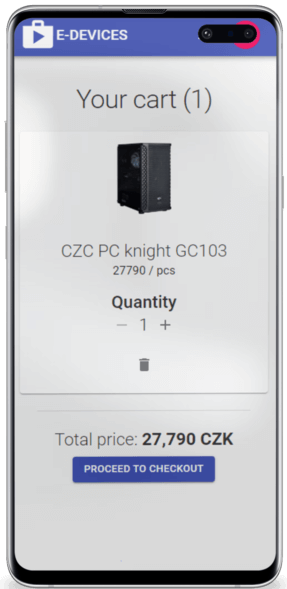 E-DEVICES
Your cart (1)
CZC PC knight GC103
27790 / pcs
Quantity
− 1 +
Total price: 27,790 CZK
PROCEED TO CHECKOUT